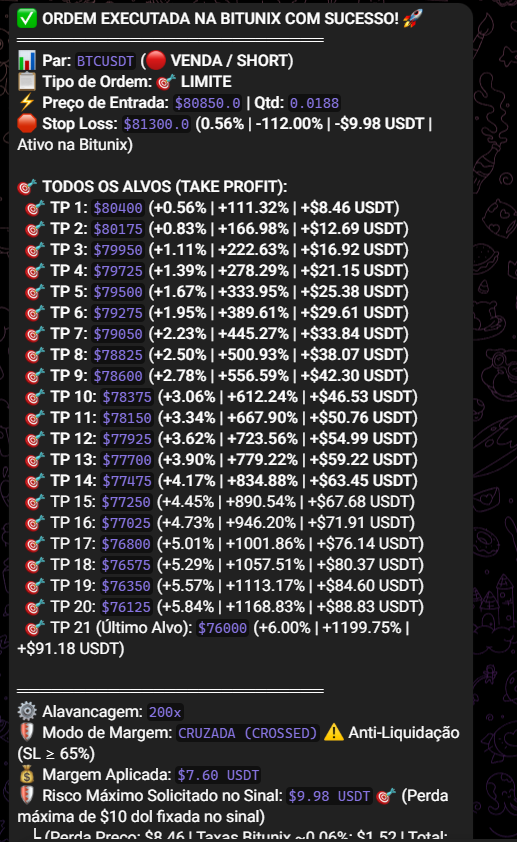 ✅ ORDEM EXECUTADA NA BITUNIX COM SUCESSO! 🚀
══════════════════════
📊 Par: BTCUSDT (🔴 VENDA / SHORT)
📋 Tipo de Ordem: 🎯 LIMITE
⚡ Preço de Entrada: $80850.0 | Qtd: 0.0188
🛑 Stop Loss: $81300.0 (0.56% | -112.00% | -$9.98 USDT |
Ativo na Bitunix)
🎯 TODOS OS ALVOS (TAKE PROFIT):
🎯 TP 1: $80400 (+0.56% | +111.32% | +$8.46 USDT)
🎯 TP 2: $80175 (+0.83% | +166.98% | +$12.69 USDT)
🎯 TP 3: $79950 (+1.11% | +222.63% | +$16.92 USDT)
🎯 TP 4: $79725 (+1.39% | +278.29% | +$21.15 USDT)
🎯 TP 5: $79500 (+1.67% | +333.95% | +$25.38 USDT)
🎯 TP 6: $79275 (+1.95% | +389.61% | +$29.61 USDT)
🎯 TP 7: $79050 (+2.23% | +445.27% | +$33.84 USDT)
🎯 TP 8: $78825 (+2.50% | +500.93% | +$38.07 USDT)
🎯 TP 9: $78600 (+2.78% | +556.59% | +$42.30 USDT)
🎯 TP 10: $78375 (+3.06% | +612.24% | +$46.53 USDT)
🎯 TP 11: $78150 (+3.34% | +667.90% | +$50.76 USDT)
🎯 TP 12: $77925 (+3.62% | +723.56% | +$54.99 USDT)
🎯 TP 13: $77700 (+3.90% | +779.22% | +$59.22 USDT)
🎯 TP 14: $77475 (+4.17% | +834.88% | +$63.45 USDT)
🎯 TP 15: $77250 (+4.45% | +890.54% | +$67.68 USDT)
🎯 TP 16: $77025 (+4.73% | +946.20% | +$71.91 USDT)
🎯 TP 17: $76800 (+5.01% | +1001.86% | +$76.14 USDT)
🎯 TP 18: $76575 (+5.29% | +1057.51% | +$80.37 USDT)
🎯 TP 19: $76350 (+5.57% | +1113.17% | +$84.60 USDT)
🎯 TP 20: $76125 (+5.84% | +1168.83% | +$88.83 USDT)
🎯 TP 21 (Último Alvo): $76000 (+6.00% | +1199.75% |
+$91.18 USDT)
══════════════════════
⚙️ Alavancagem: 200x
🛡️ Modo de Margem: CRUZADA (CROSSED) ⚠️ Anti-Liquidação
(SL ≥ 65%)
💰 Margem Aplicada: $7.60 USDT
🛡️ Risco Máximo Solicitado no Sinal: $9.98 USDT 🎯 (Perda
máxima de $10 dol fixada no sinal)
└ (Perda Preço: $8.46 | Taxas Bitunix ~0.06%: $1.52 | Total: